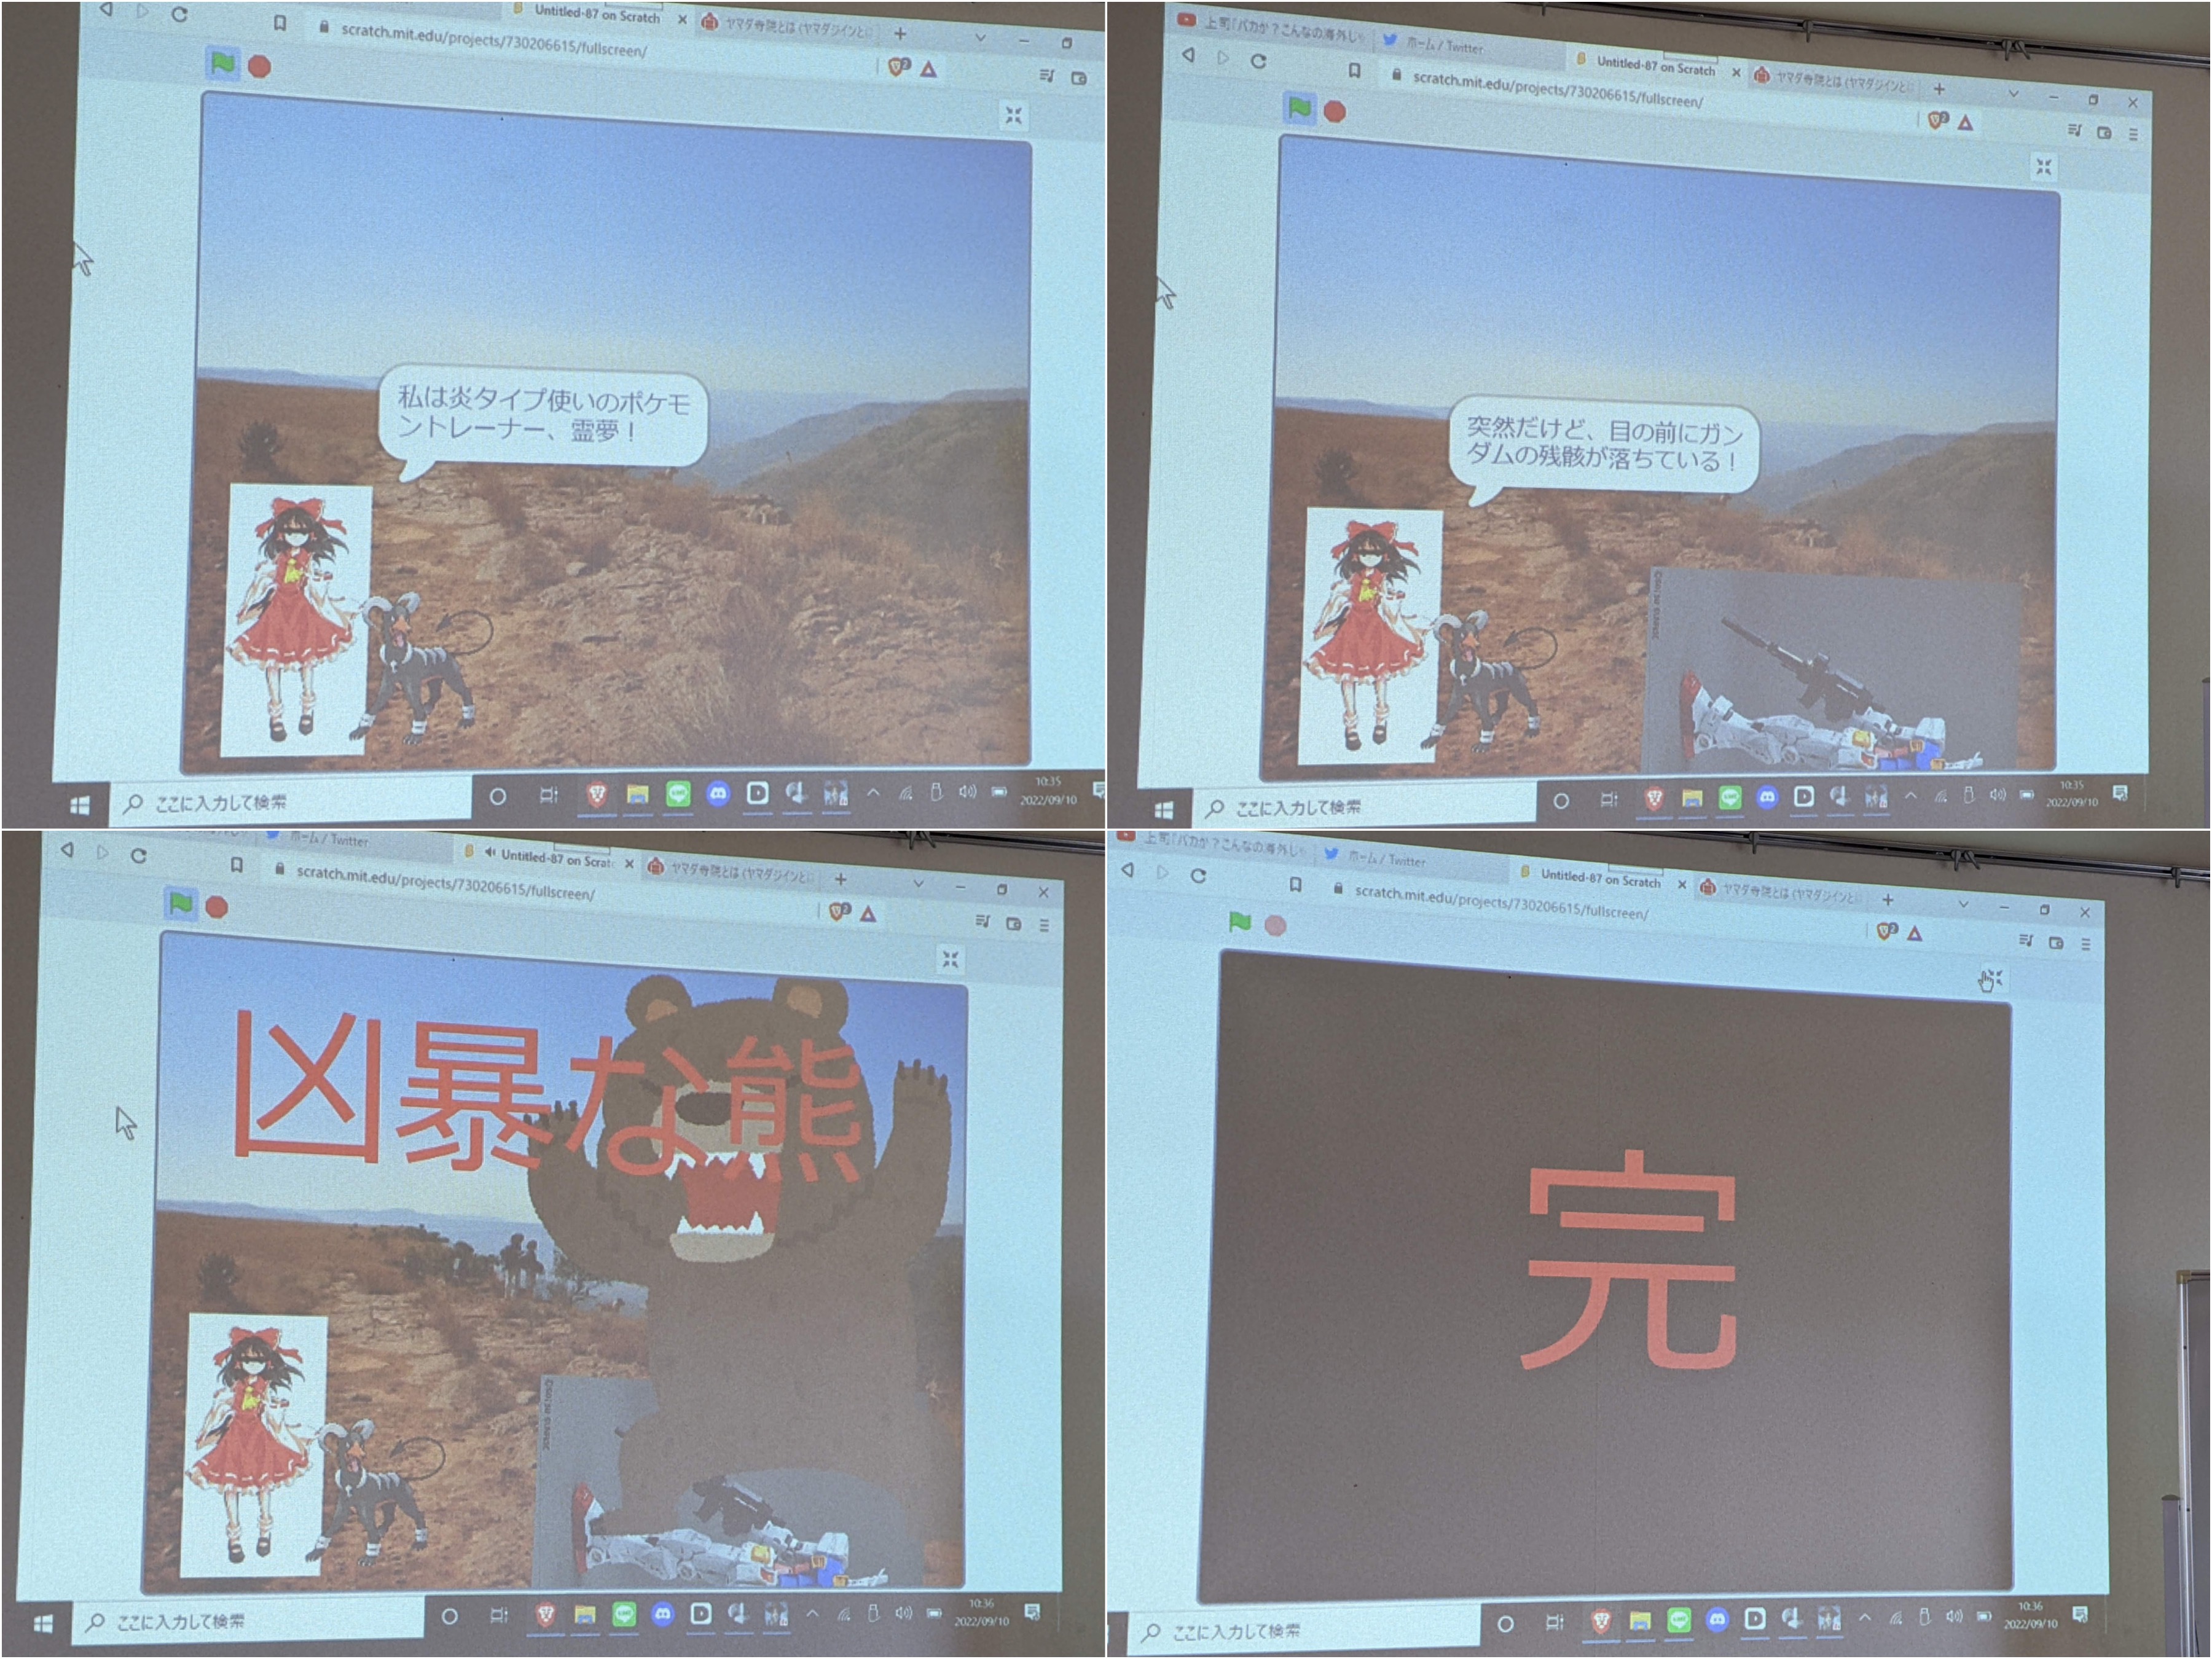 Untitled-87 on Scratch
ヤマダ寺院とは (ヤマダジインと
scratch.mit.edu/projects/730206615/fullscreen/
2
私は炎タイプ使いのポケモ
ントレーナー、霊夢！
ここに入力して検索
10:35
2022/09/10
上司「バカか？こんなの海外じゃ
ホーム / Twitter
Untitled-87 on Scratch
ヤマダ寺院とは (ヤマダジインと
scratch.mit.edu/projects/730206615/fullscreen/
2
突然だけど、目の前にガン
ダムの残骸が落ちている！
ここに入力して検索
10:35
2022/09/10
ホーム / Twitter
Untitled-87 on Scratc
ヤマダ寺院とは (ヤマダジインと
scratch.mit.edu/projects/730206615/fullscreen/
2
凶暴な熊
ここに入力して検索
10:36
2022/09/10
上司「バカか？こんなの海外じゃ
ホーム / Twitter
Untitled-87 on Scratch
ヤマダ寺院とは (ヤマダジインと
scratch.mit.edu/projects/730206615/fullscreen/
2
完
ここに入力して検索
10:36
2022/09/10